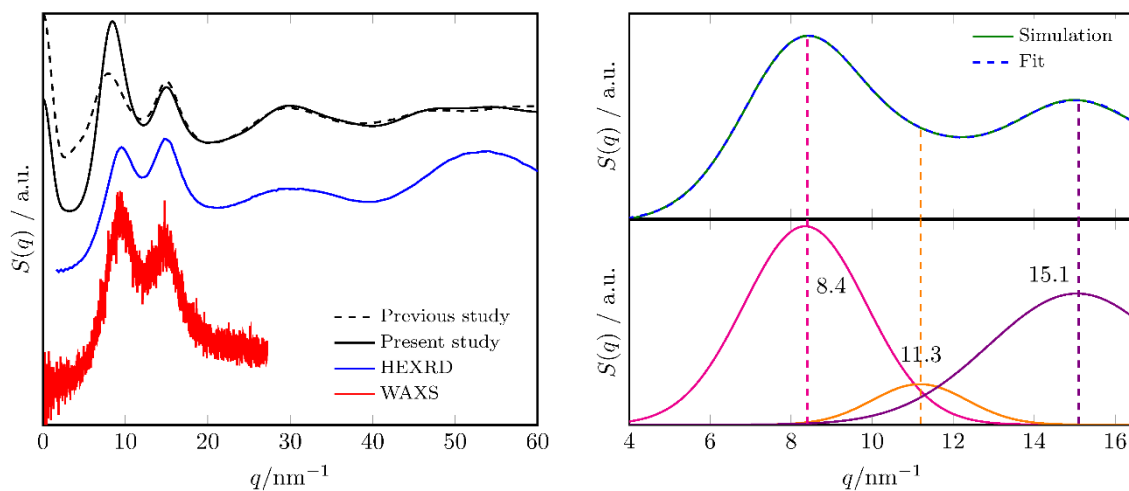 S(q) / a.u.
Previous study
Present study
HEXRD
WAXS
0 10 20 30 40 50 60
q/nm⁻¹
S(q) / a.u.
Simulation
Fit
S(q) / a.u.
8.4
11.3
15.1
4 6 8 10 12 14 16
q/nm⁻¹